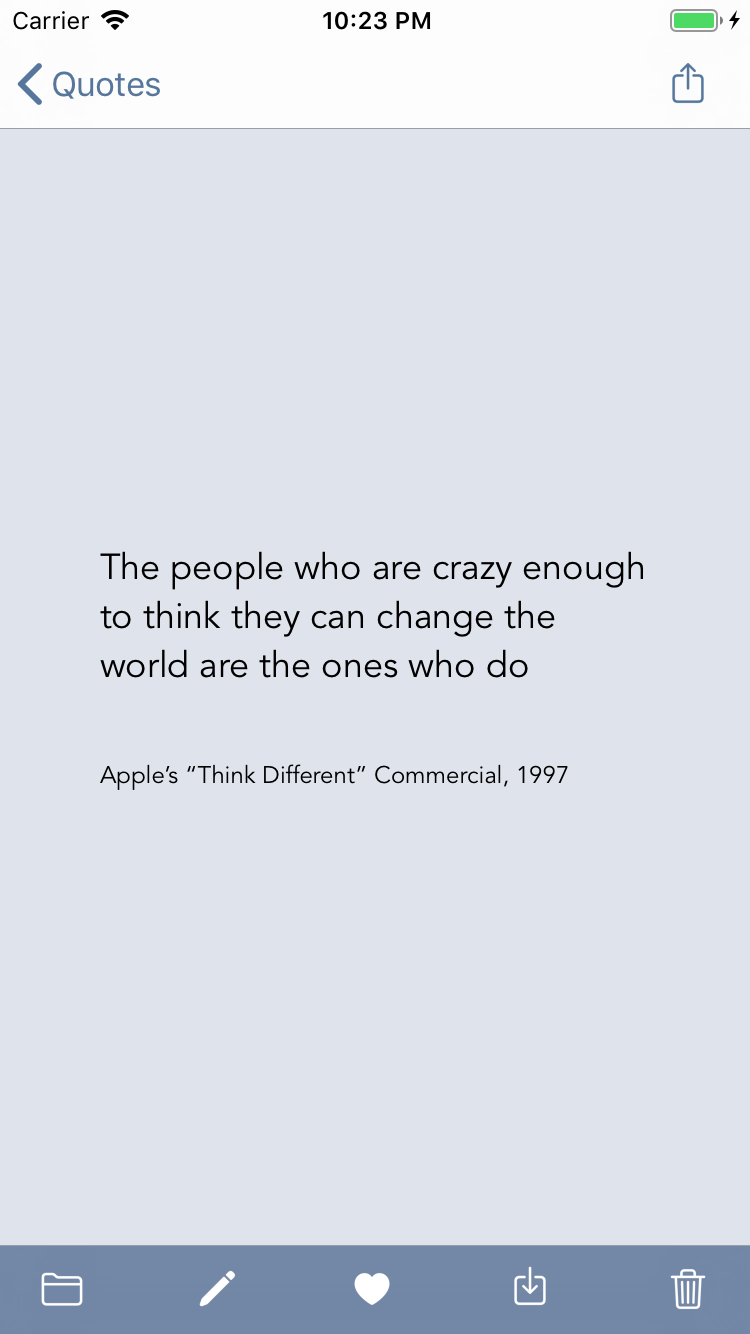 Carrier 10:23 PM
Quotes
The people who are crazy enough
to think they can change the
world are the ones who do
Apple’s “Think Different” Commercial, 1997